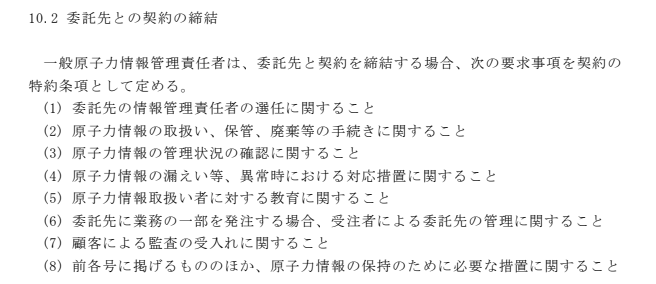 10.2 委託先との契約の締結
一般原子力情報管理責任者は、委託先と契約を締結する場合、次の要求事項を契約の
特約条項として定める。
(1) 委託先の情報管理責任者の選任に関すること
(2) 原子力情報の取扱い、保管、廃棄等の手続きに関すること
(3) 原子力情報の管理状況の確認に関すること
(4) 原子力情報の漏えい等、異常時における対応措置に関すること
(5) 原子力情報取扱い者に対する教育に関すること
(6) 委託先に業務の一部を発注する場合、受注者による委託先の管理に関すること
(7) 顧客による監査の受入れに関すること
(8) 前各号に掲げるもののほか、原子力情報の保持のために必要な措置に関すること